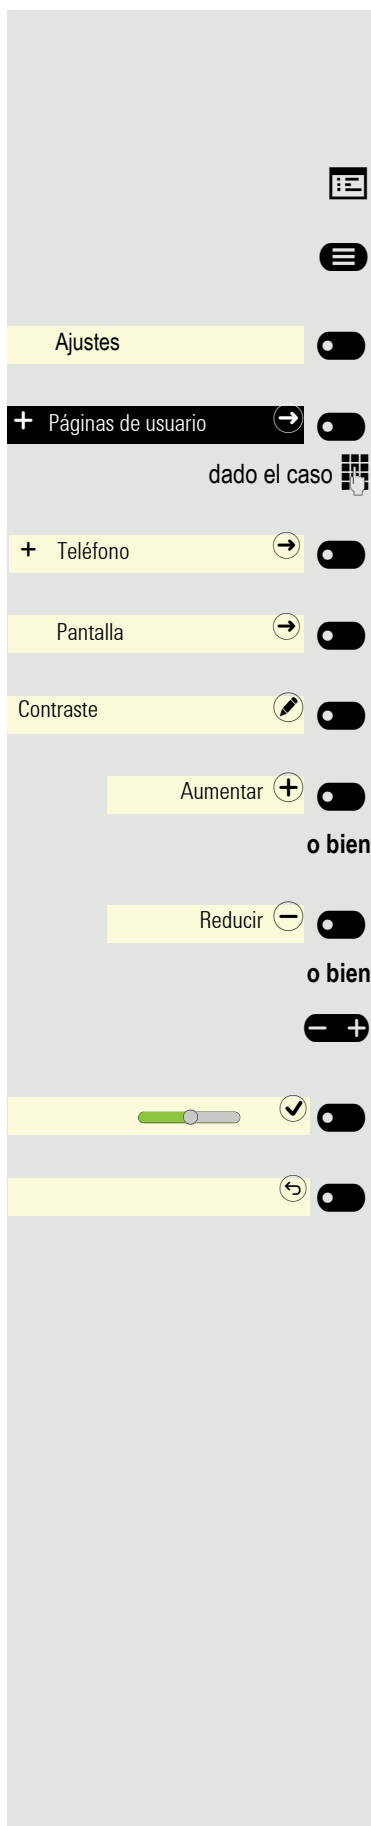 Ajustes
+ Páginas de usuario
dado el caso
+ Teléfono
Pantalla
Contraste
Aumentar +
o bien
Reducir −
o bien
− +